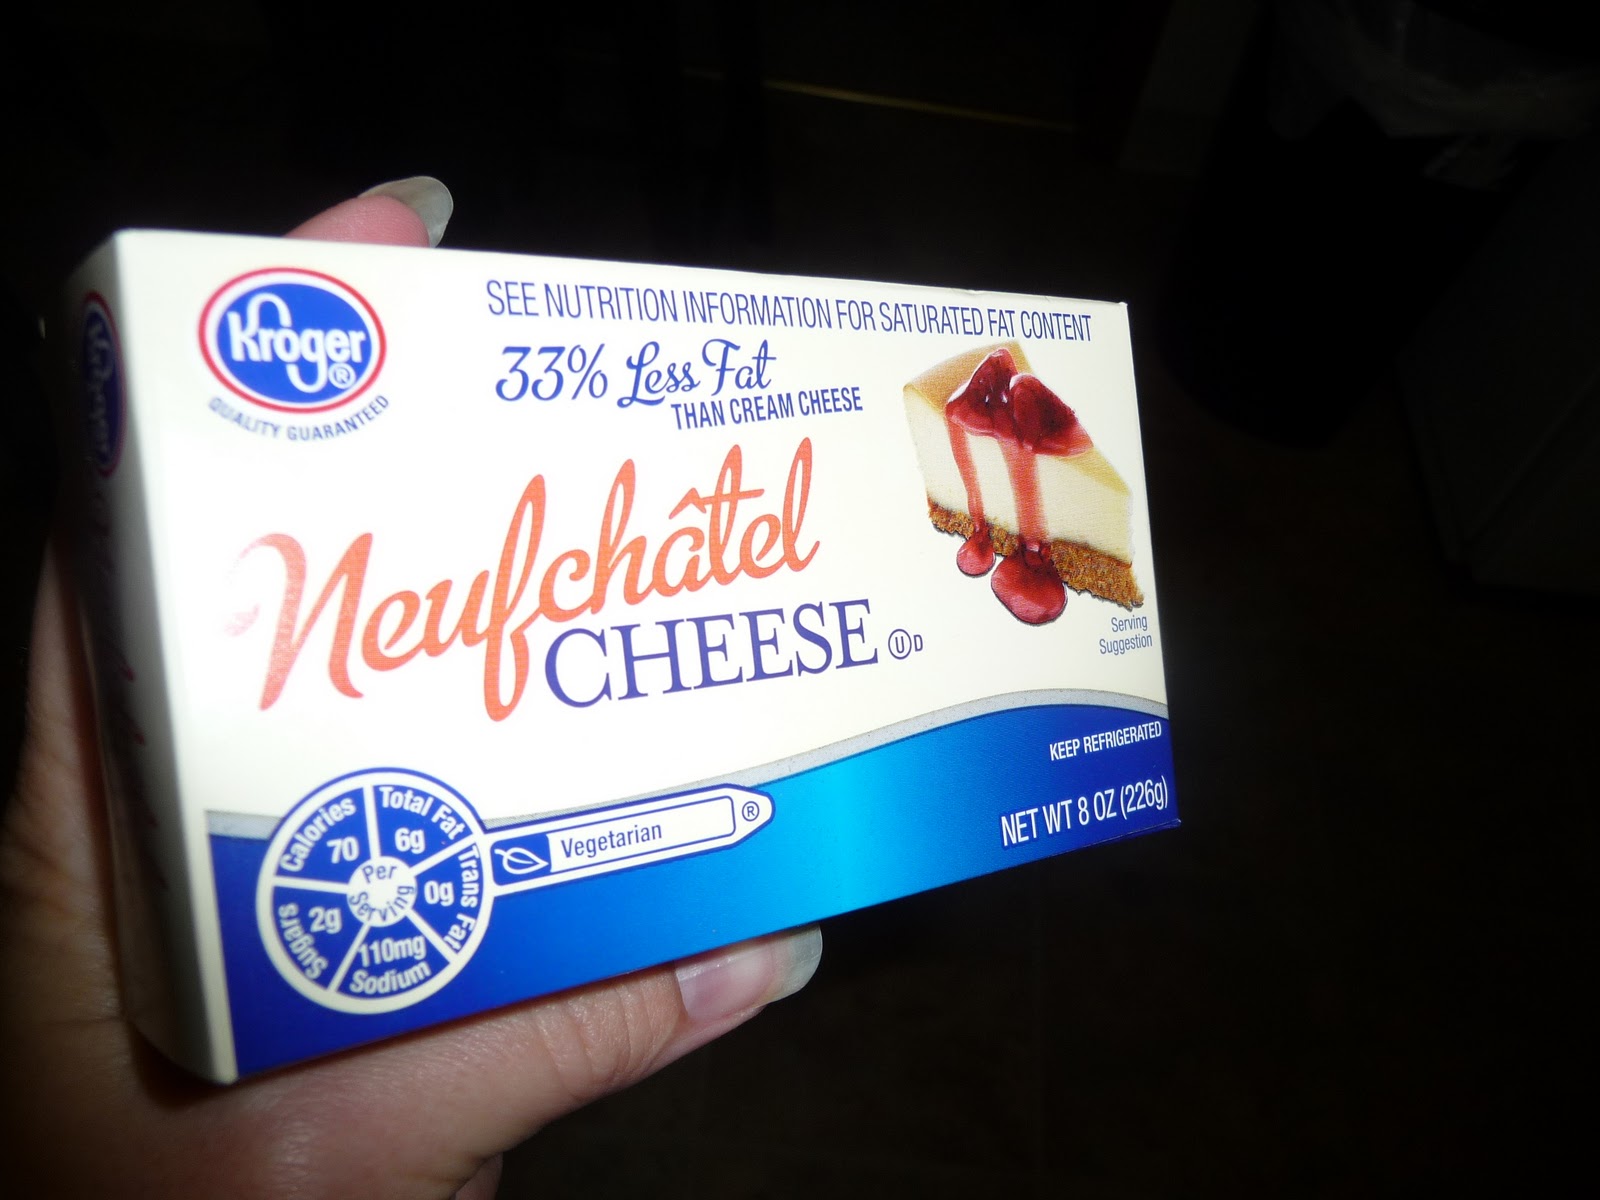 Kroger®
QUALITY GUARANTEED
SEE NUTRITION INFORMATION FOR SATURATED FAT CONTENT
33% Less Fat
THAN CREAM CHEESE
Neufchâtel
CHEESE Ⓤ D
Serving
Suggestion
KEEP REFRIGERATED
NET WT 8 OZ (226g)
Calories
70
Total Fat
6g
Trans Fat
0g
110mg
Sodium
2g
Sugars
Per
Serving
Vegetarian ®
Kroger